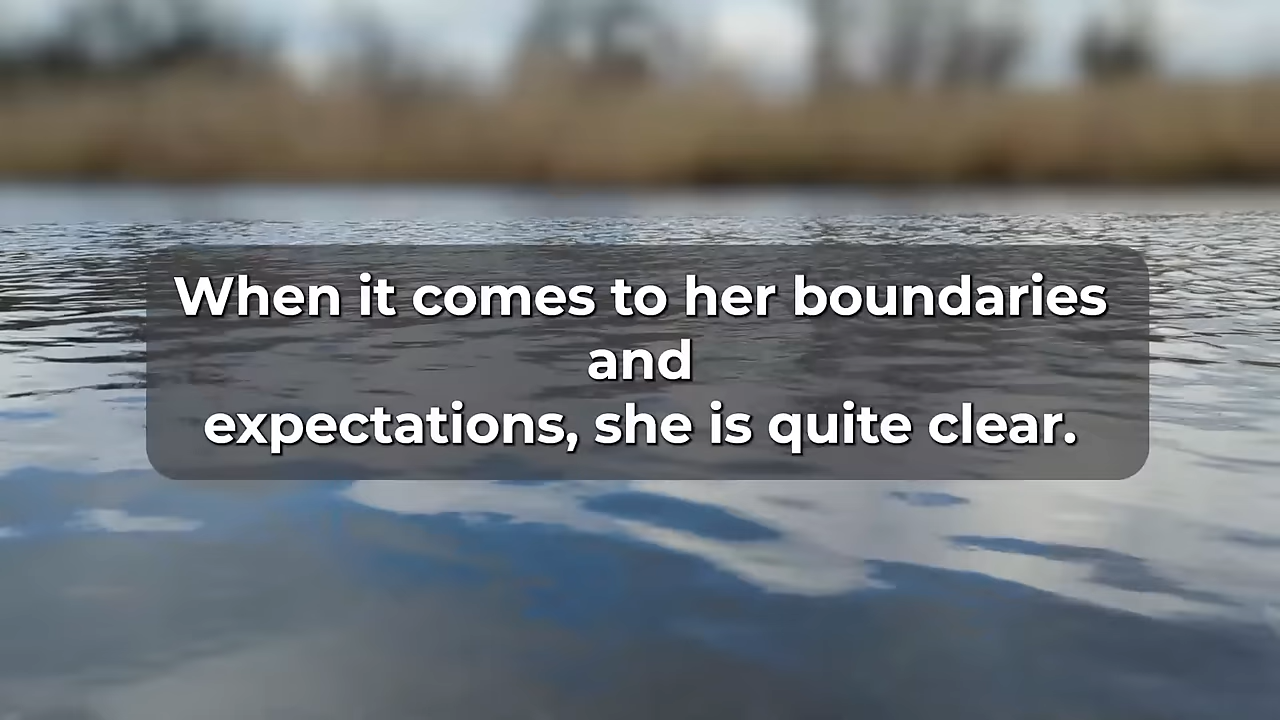 When it comes to her boundaries
and
expectations, she is quite clear.